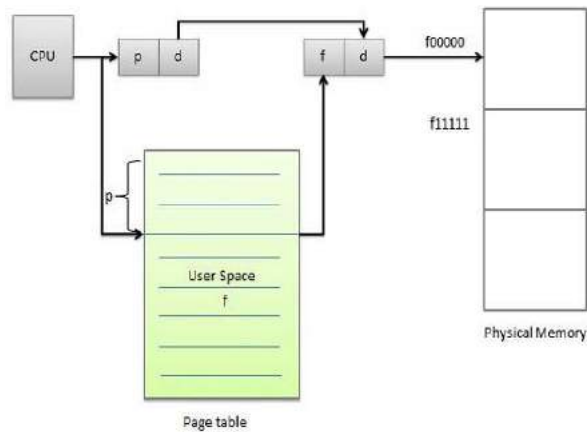 CPU
p d
f d
f00000
f11111
p
User Space
f
Physical Memory
Page table